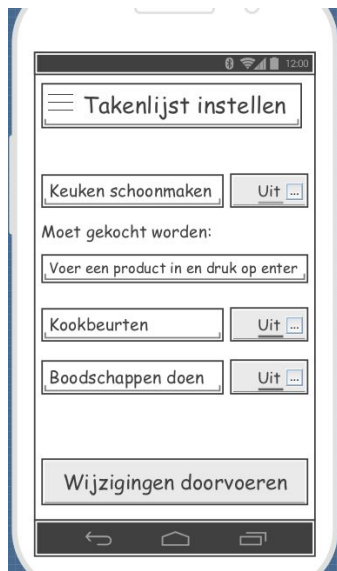 12:00
Takenlijst instellen
Keuken schoonmaken Uit ...
Moet gekocht worden:
Voer een product in en druk op enter
Kookbeurten Uit ...
Boodschappen doen Uit ...
Wijzigingen doorvoeren